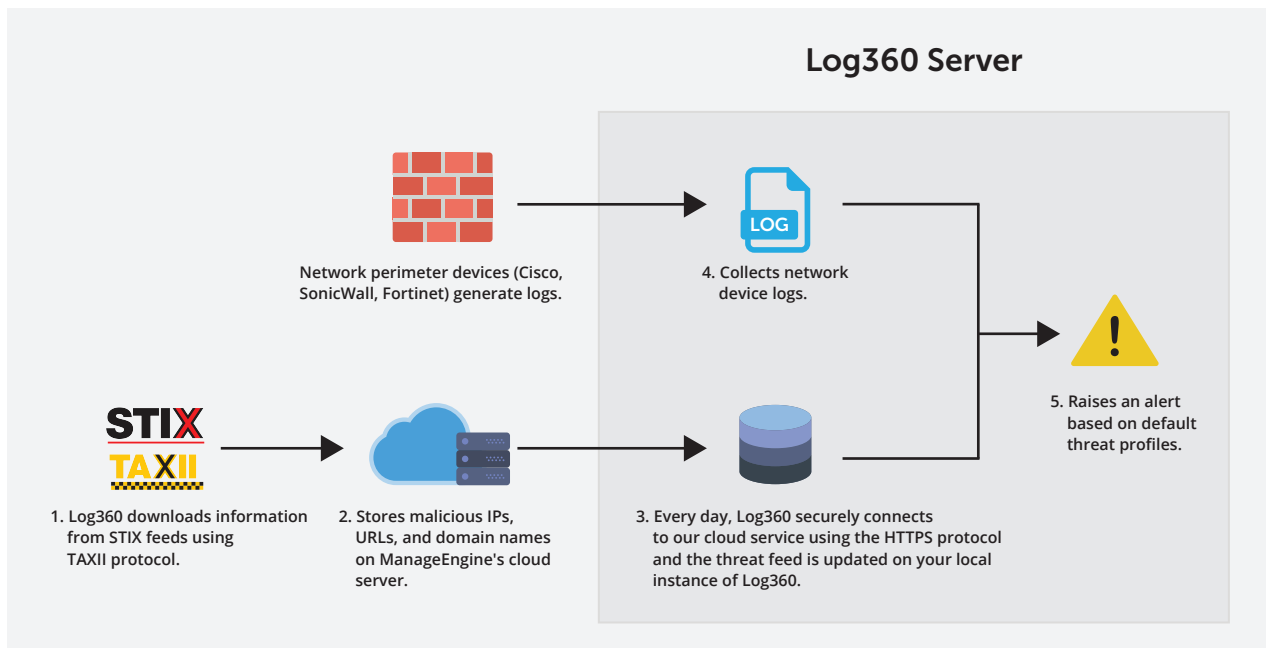 Log360 Server
LOG
Network perimeter devices (Cisco,
SonicWall, Fortinet) generate logs.
4. Collects network
device logs.
STIX
TAXII
5. Raises an alert
based on default
threat profiles.
1. Log360 downloads information
from STIX feeds using
TAXII protocol.
2. Stores malicious IPs,
URLs, and domain names
on ManageEngine's cloud
server.
3. Every day, Log360 securely connects
to our cloud service using the HTTPS protocol
and the threat feed is updated on your local
instance of Log360.